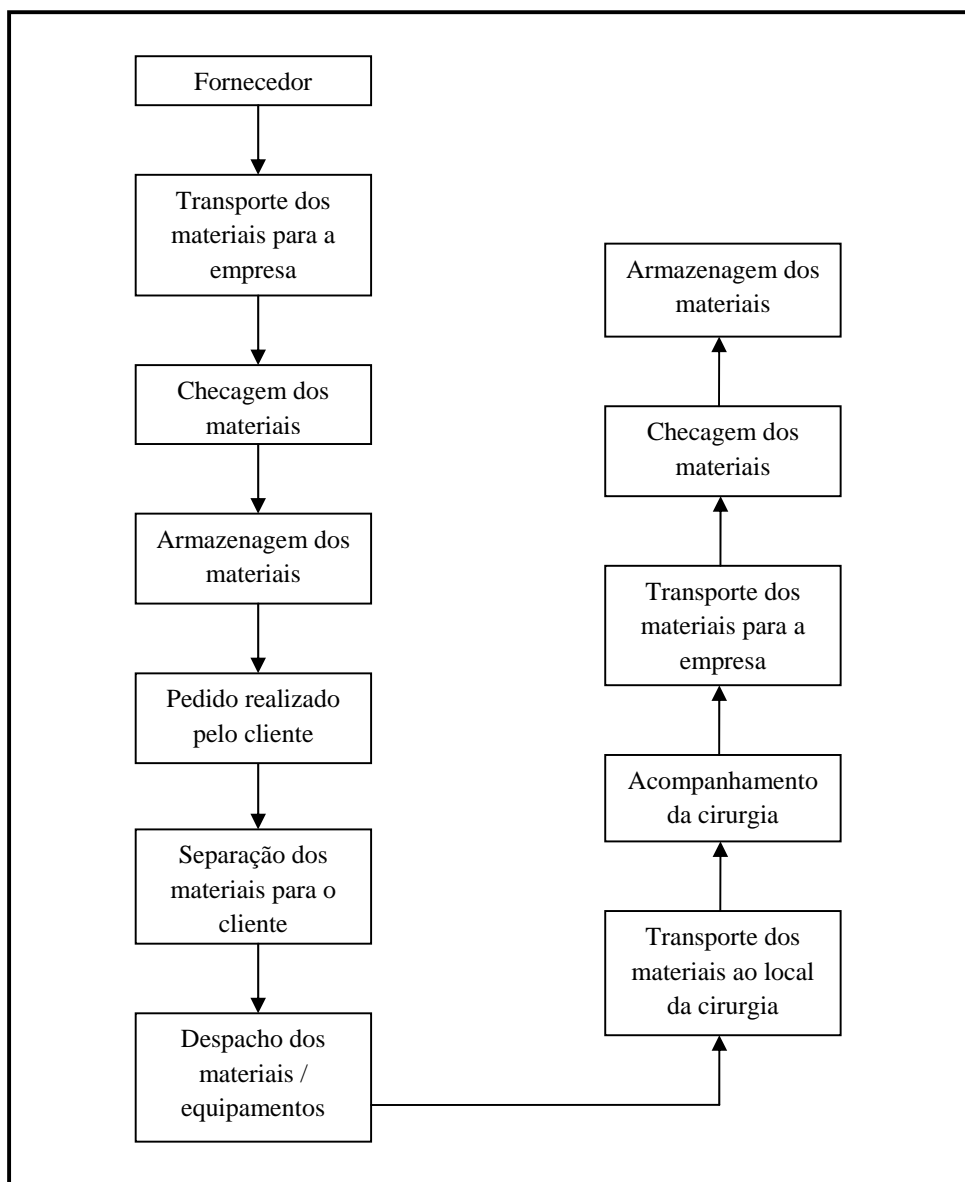 Fornecedor
Transporte dos
materiais para a
empresa
Checagem dos
materiais
Armazenagem dos
materiais
Pedido realizado
pelo cliente
Separação dos
materiais para o
cliente
Despacho dos
materiais /
equipamentos
Transporte dos
materiais ao local
da cirurgia
Acompanhamento
da cirurgia
Transporte dos
materiais para a
empresa
Checagem dos
materiais
Armazenagem dos
materiais